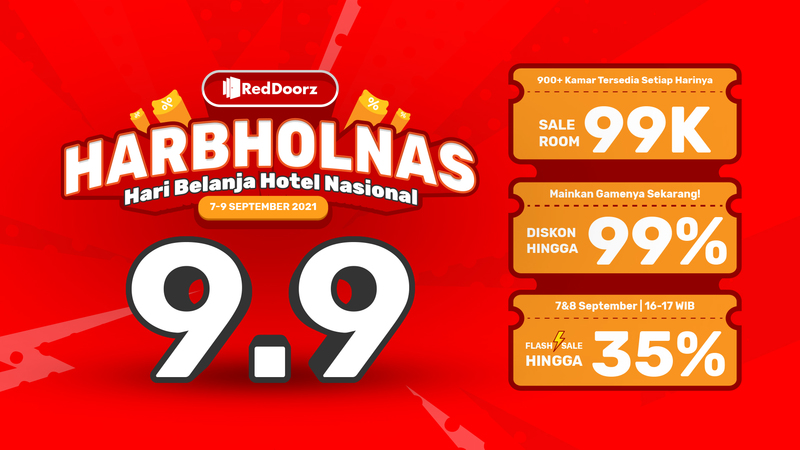 RedDoorz
HARBHOLNAS
Hari Belanja Hotel Nasional
7-9 SEPTEMBER 2021
9.9
900+ Kamar Tersedia Setiap Harinya
SALE
ROOM
99K
Mainkan Gamenya Sekarang!
DISKON
HINGGA
99%
7&8 September | 16-17 WIB
FLASH SALE
HINGGA
35%